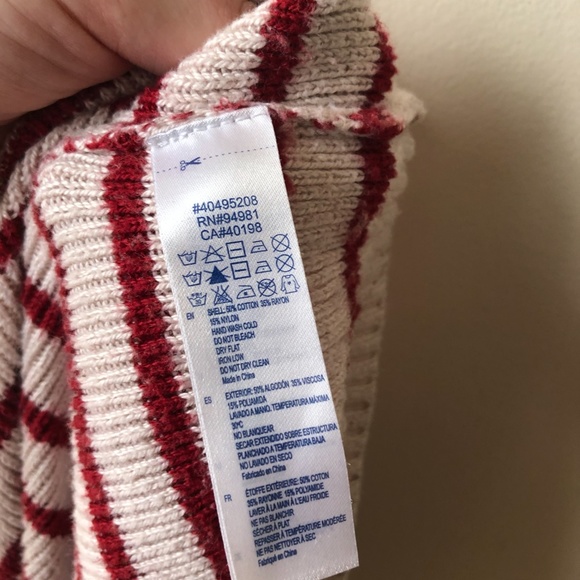 #40495208
RN#94981
CA#40198
EN SHELL: 50% COTTON 35% RAYON
15% NYLON
HAND WASH COLD
DO NOT BLEACH
DRY FLAT
IRON LOW
DO NOT DRY CLEAN
Made in China
ES EXTERIOR: 50% ALGODÓN 35% VISCOSA
15% POLIAMIDA
LAVADO A MANO. TEMPERATURA MÁXIMA
30ºC
NO BLANQUEAR
SECAR EXTENDIDO SOBRE ESTRUCTURA
PLANCHADO A TEMPERATURA BAJA
NO LAVADO EN SECO
Fabricado en China
FR ÉTOFFE EXTÉRIEURE: 50% COTON
35% RAYONNE 15% POLYAMIDE
LAVER À LA MAIN À L'EAU FROIDE
NE PAS BLANCHIR
SÉCHER À PLAT
REPASSER À TEMPÉRATURE MODÉRÉE
NE PAS NETTOYER À SEC
Fabriqué en Chine